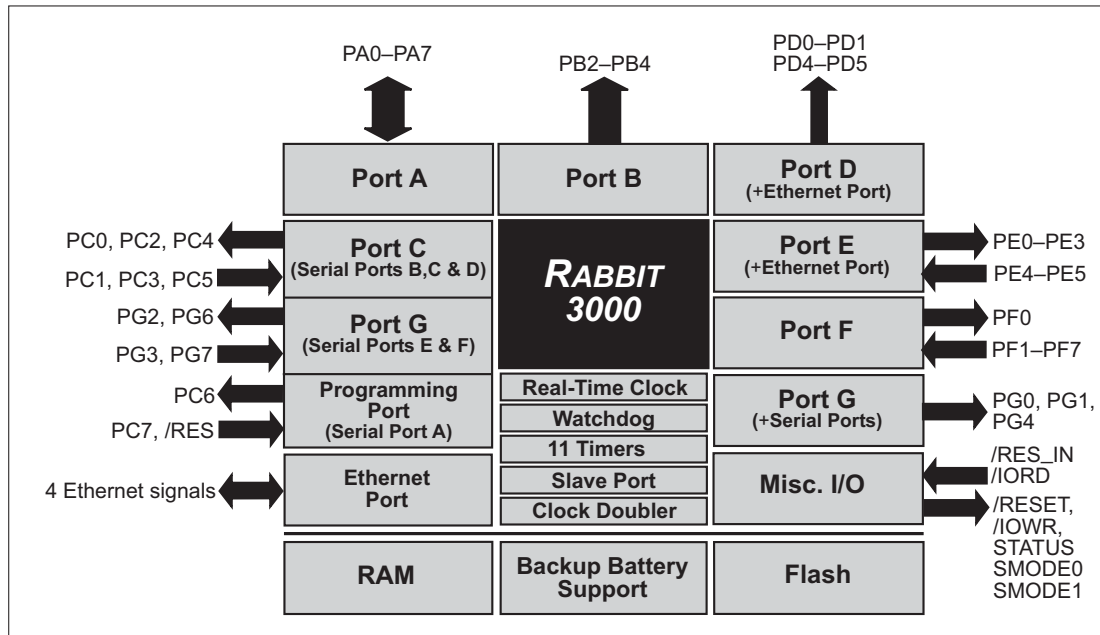 PA0–PA7
PB2–PB4
PD0–PD1
PD4–PD5
Port A
Port B
Port D
(+Ethernet Port)
PC0, PC2, PC4
PC1, PC3, PC5
Port C
(Serial Ports B,C & D)
RABBIT
3000
Port E
(+Ethernet Port)
PE0–PE3
PE4–PE5
PG2, PG6
PG3, PG7
Port G
(Serial Ports E & F)
Port F
PF0
PF1–PF7
PC6
PC7, /RES
Programming
Port
(Serial Port A)
Real-Time Clock
Watchdog
11 Timers
Slave Port
Clock Doubler
Port G
(+Serial Ports)
PG0, PG1,
PG4
4 Ethernet signals
Ethernet
Port
Misc. I/O
/RES_IN
/IORD
/RESET,
/IOWR,
STATUS
SMODE0
SMODE1
RAM
Backup Battery
Support
Flash